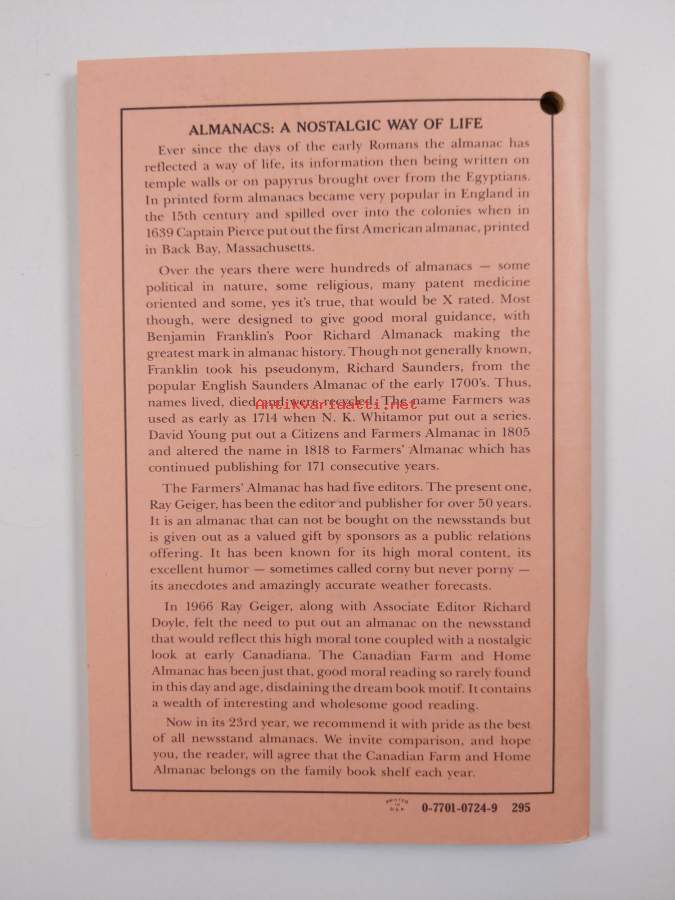 ALMANACS: A NOSTALGIC WAY OF LIFE
Ever since the days of the early Romans the almanac has
reflected a way of life, its information then being written on
temple walls or on papyrus brought over from the Egyptians.
In printed form almanacs became very popular in England in
the 15th century and spilled over into the colonies when in
1639 Captain Pierce put out the first American almanac, printed
in Back Bay, Massachusetts.
Over the years there were hundreds of almanacs — some
political in nature, some religious, many patent medicine
oriented and some, yes it's true, that would be X rated. Most
though, were designed to give good moral guidance, with
Benjamin Franklin's Poor Richard Almanack making the
greatest mark in almanac history. Though not generally known,
Franklin took his pseudonym, Richard Saunders, from the
popular English Saunders Almanac of the early 1700's. Thus,
names lived, died and were recycled. The name Farmers was
Antikvariaatti.net
used as early as 1714 when N. K. Whitamor put out a series.
David Young put out a Citizens and Farmers Almanac in 1805
and altered the name in 1818 to Farmers' Almanac which has
continued publishing for 171 consecutive years.
The Farmers' Almanac has had five editors. The present one,
Ray Geiger, has been the editor and publisher for over 50 years.
It is an almanac that can not be bought on the newsstands but
is given out as a valued gift by sponsors as a public relations
offering. It has been known for its high moral content, its
excellent humor — sometimes called corny but never porny —
its anecdotes and amazingly accurate weather forecasts.
In 1966 Ray Geiger, along with Associate Editor Richard
Doyle, felt the need to put out an almanac on the newsstand
that would reflect this high moral tone coupled with a nostalgic
look at early Canadiana. The Canadian Farm and Home
Almanac has been just that, good moral reading so rarely found
in this day and age, disdaining the dream book motif. It contains
a wealth of interesting and wholesome good reading.
Now in its 23rd year, we recommend it with pride as the best
of all newsstand almanacs. We invite comparison, and hope
you, the reader, will agree that the Canadian Farm and Home
Almanac belongs on the family book shelf each year.
PRINTED
IN
U.S.A.
0-7701-0724-9 295